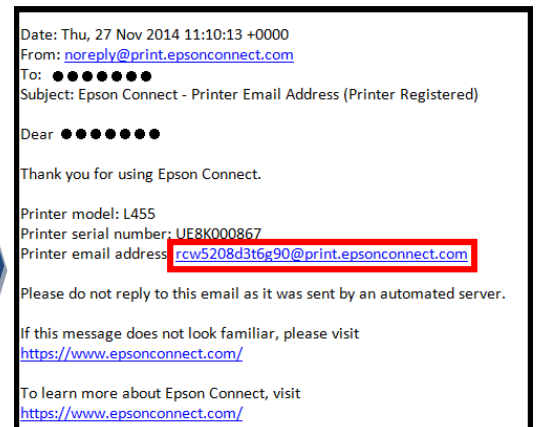 Date: Thu, 27 Nov 2014 11:10:13 +0000
From: noreply@print.epsonconnect.com
To: ●●●●●●●
Subject: Epson Connect - Printer Email Address (Printer Registered)
Dear ●●●●●●●
Thank you for using Epson Connect.
Printer model: L455
Printer serial number: UE8K000867
Printer email address: rcw5208d3t6g90@print.epsonconnect.com
Please do not reply to this email as it was sent by an automated server.
If this message does not look familiar, please visit
https://www.epsonconnect.com/
To learn more about Epson Connect, visit
https://www.epsonconnect.com/